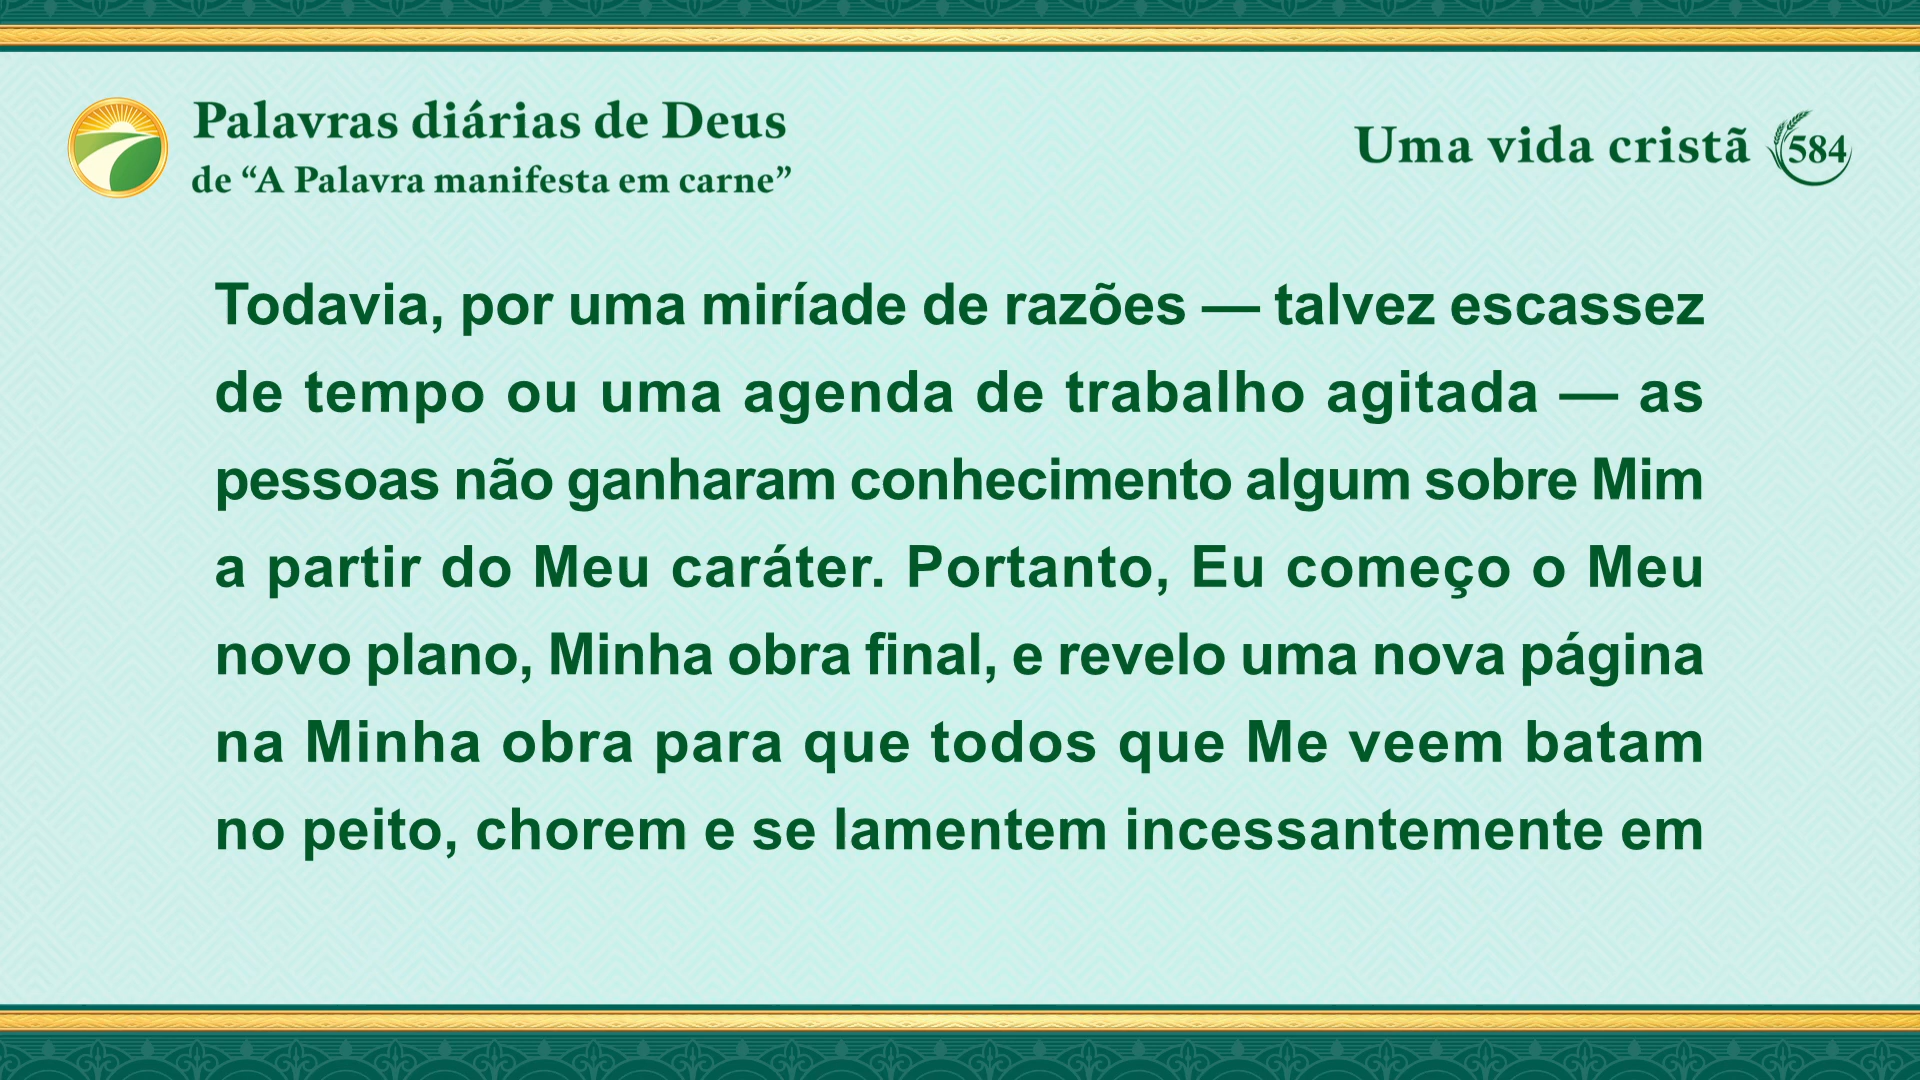 Palavras diárias de Deus
de “A Palavra manifesta em carne”
Uma vida cristã 584
Todavia, por uma miríade de razões — talvez escassez
de tempo ou uma agenda de trabalho agitada — as
pessoas não ganharam conhecimento algum sobre Mim
a partir do Meu caráter. Portanto, Eu começo o Meu
novo plano, Minha obra final, e revelo uma nova página
na Minha obra para que todos que Me veem batam
no peito, chorem e se lamentem incessantemente em